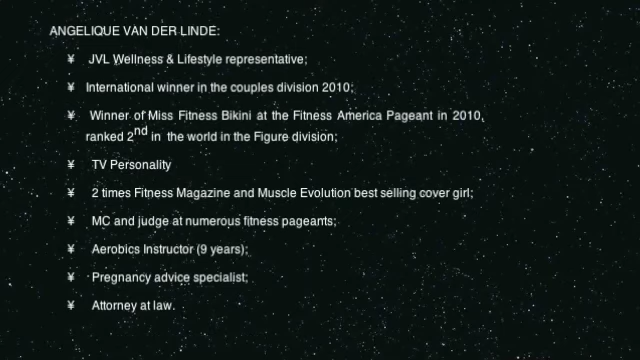 ANGELIQUE VAN DER LINDE:
¥ JVL Wellness & Lifestyle representative;
¥ International winner in the couples division 2010;
¥ Winner of Miss Fitness Bikini at the Fitness America Pageant in 2010,
ranked 2nd in the world in the Figure division;
¥ TV Personality
¥ 2 times Fitness Magazine and Muscle Evolution best selling cover girl;
¥ MC and judge at numerous fitness pageants;
¥ Aerobics Instructor (9 years);
¥ Pregnancy advice specialist;
¥ Attorney at law.